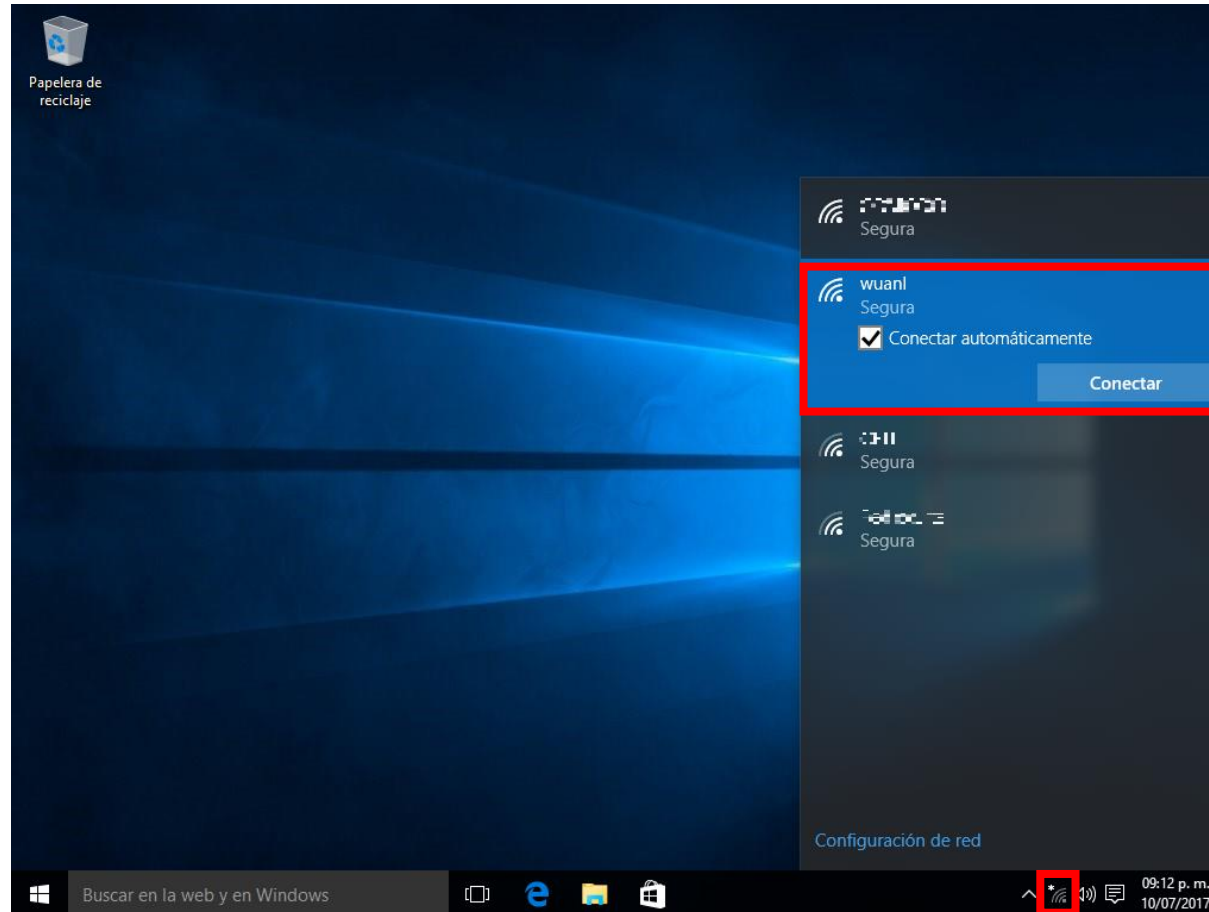 Papelera de
reciclaje
Segura
wuanl
Segura
Conectar automáticamente
Conectar
Segura
Segura
Configuración de red
Buscar en la web y en Windows
09:12 p. m.
10/07/2017